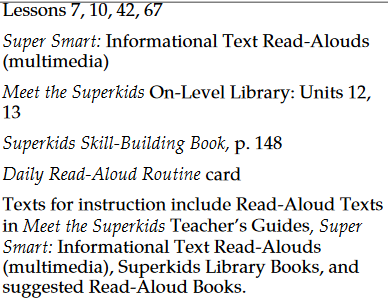 Lessons 7, 10, 42, 67
Super Smart: Informational Text Read-Alouds
(multimedia)
Meet the Superkids On-Level Library: Units 12,
13
Superkids Skill-Building Book, p. 148
Daily Read-Aloud Routine card
Texts for instruction include Read-Aloud Texts
in Meet the Superkids Teacher’s Guides, Super
Smart: Informational Text Read-Alouds
(multimedia), Superkids Library Books, and
suggested Read-Aloud Books.